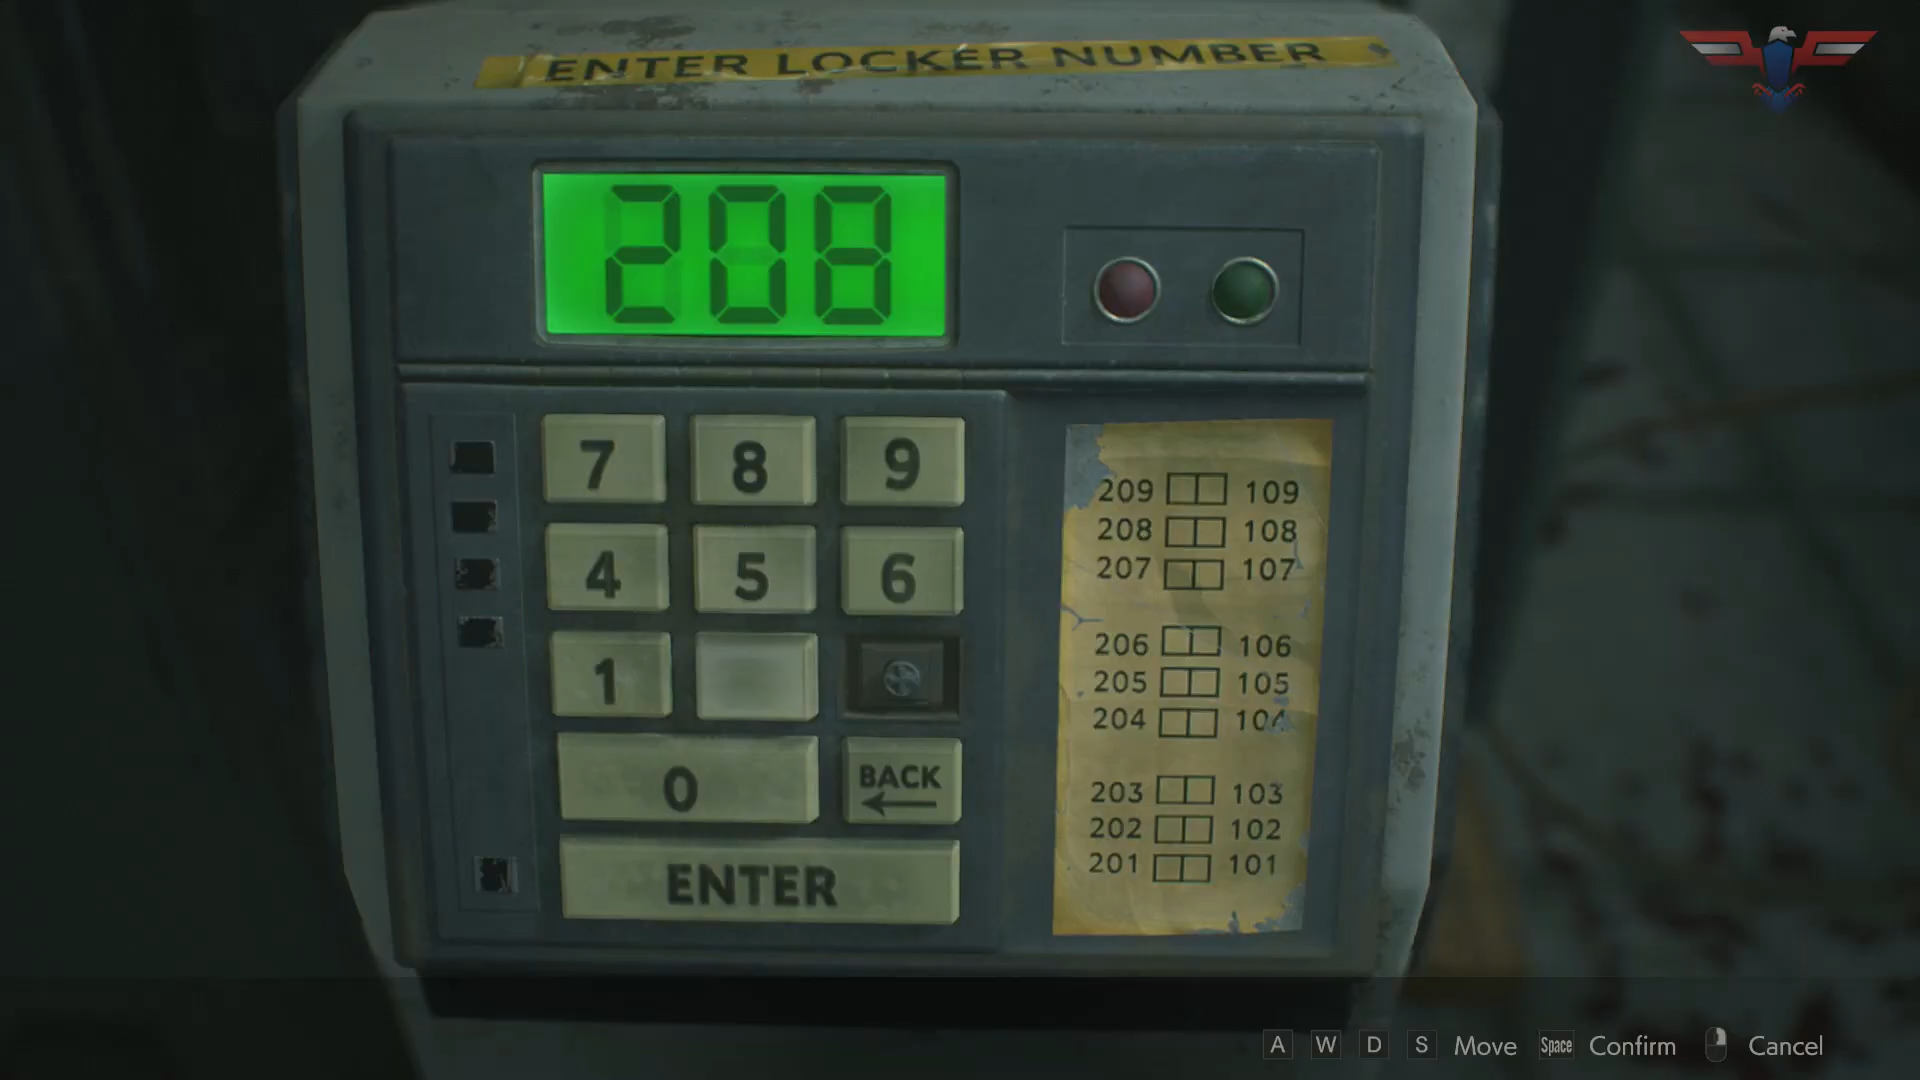 ENTER LOCKER NUMBER
208
7 8 9
4 5 6
1
0 BACK
ENTER
209 109
208 108
207 107
206 106
205 105
204 104
203 103
202 102
201 101
A W D S Move Space Confirm Cancel